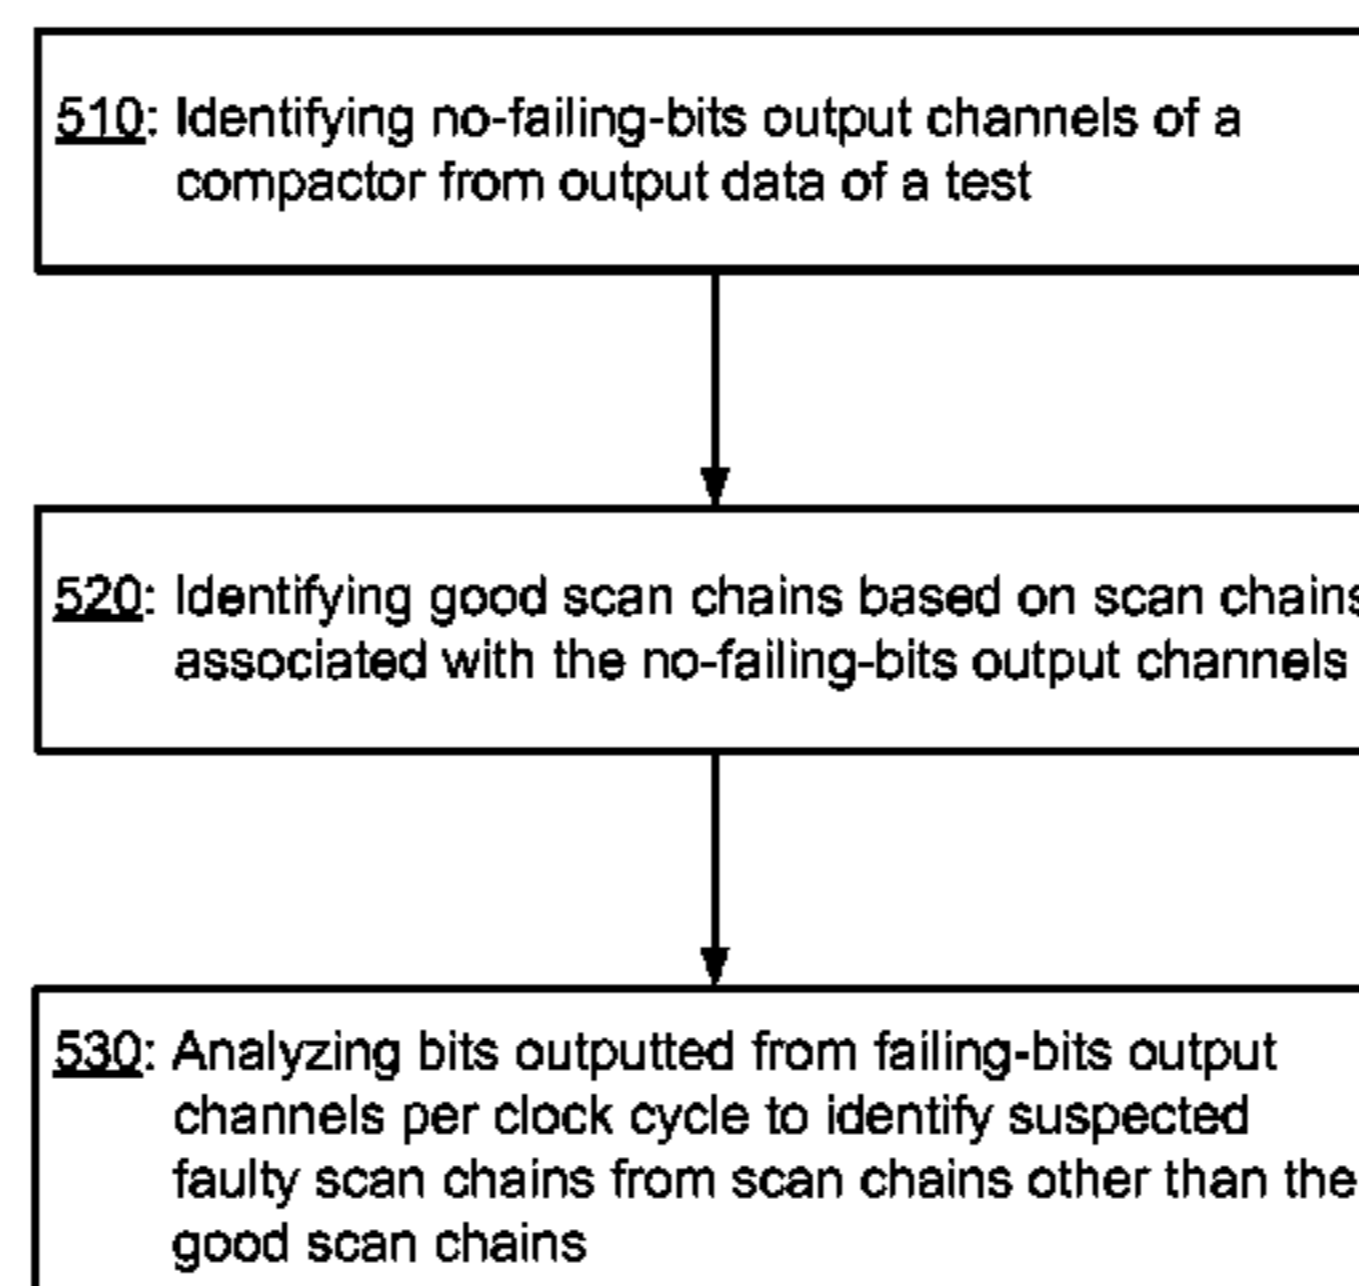 510: Identifying no-failing-bits output channels of a
compactor from output data of a test
520: Identifying good scan chains based on scan chains
associated with the no-failing-bits output channels
530: Analyzing bits outputted from failing-bits output
channels per clock cycle to identify suspected
faulty scan chains from scan chains other than the
good scan chains